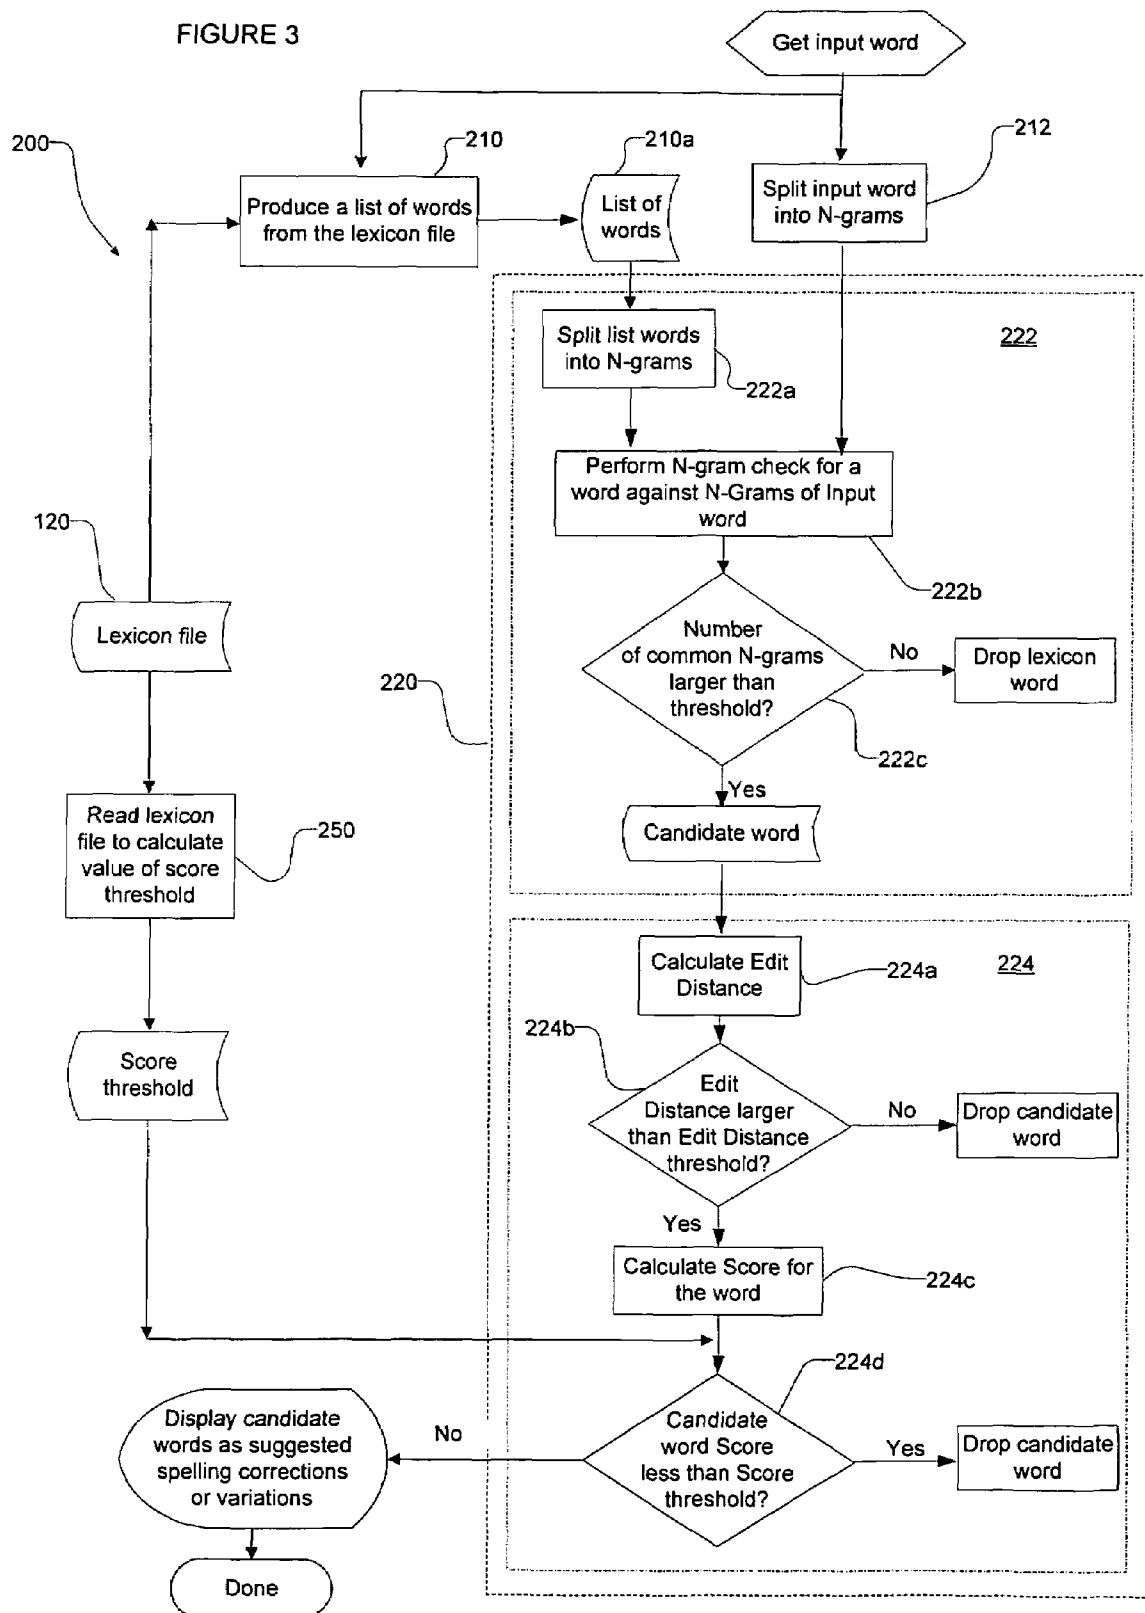 FIGURE 3
Get input word
200
210
210a
212
Produce a list of words
from the lexicon file
List of
words
Split input word
into N-grams
222
Split list words
into N-grams
222a
Perform N-gram check for a
word against N-Grams of Input
word
222b
120
Lexicon file
Number
of common N-grams
larger than
threshold?
No
Drop lexicon
word
220
222c
Yes
Candidate word
Read lexicon
file to calculate
value of score
threshold
250
Calculate Edit
Distance
224a
224
224b
Score
threshold
Edit
Distance larger
than Edit Distance
threshold?
No
Drop candidate
word
Yes
Calculate Score for
the word
224c
224d
Display candidate
words as suggested
spelling corrections
or variations
No
Candidate
word Score
less than Score
threshold?
Yes
Drop candidate
word
Done